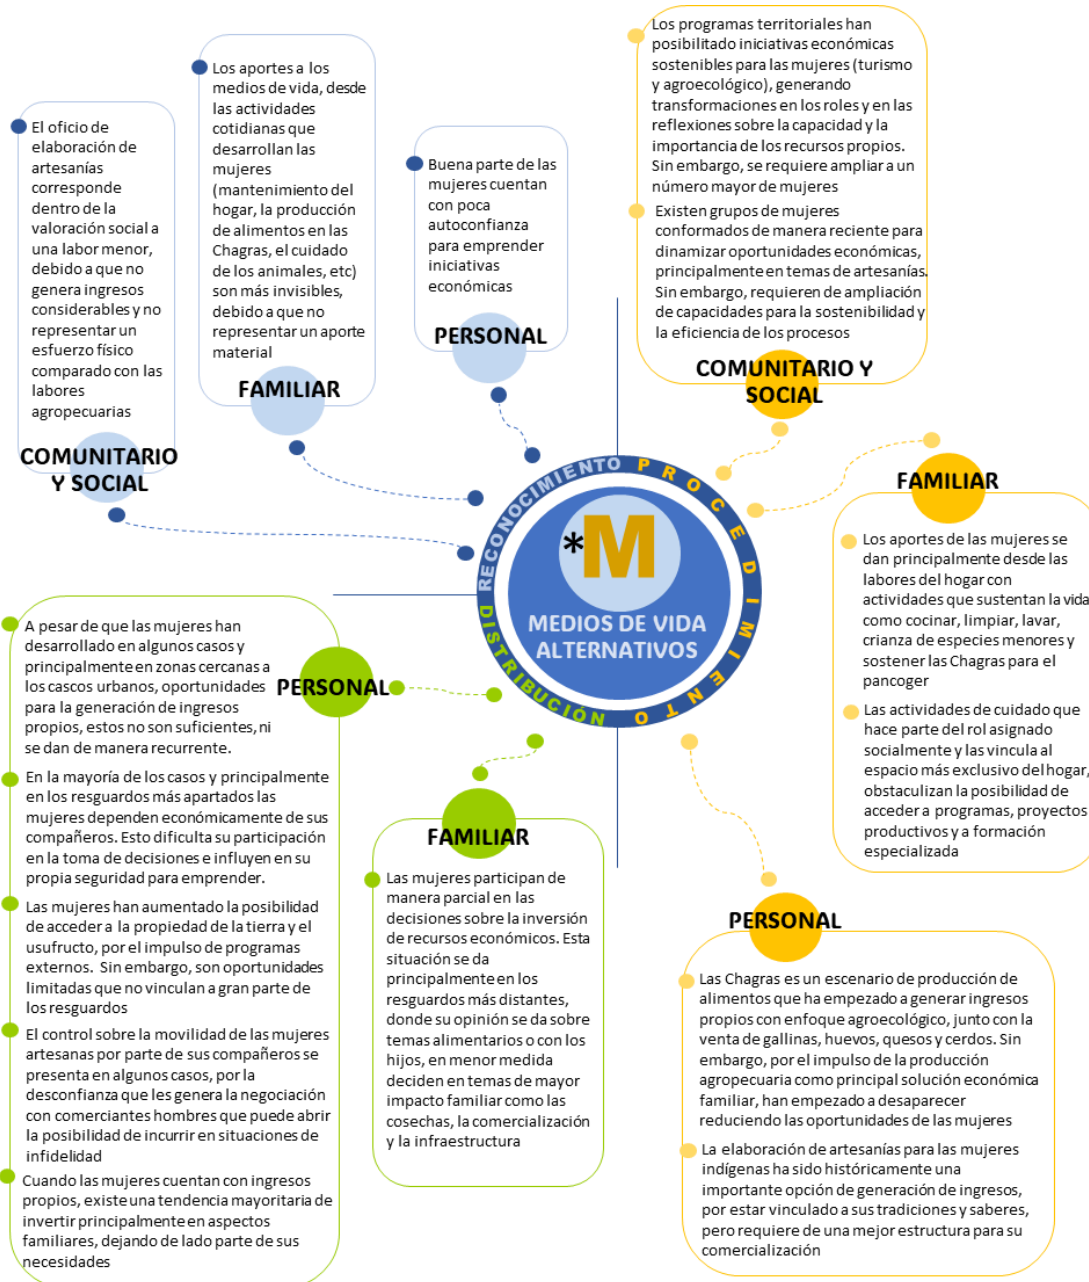 El oficio de
elaboración de
artesanías
corresponde
dentro de la
valoración social a
una labor menor,
debido a que no
genera ingresos
considerables y no
representar un
esfuerzo físico
comparado con las
labores
agropecuarias
COMUNITARIO
Y SOCIAL
Los aportes a los
medios de vida, desde
las actividades
cotidianas que
desarrollan las
mujeres
(mantenimiento del
hogar, la producción
de alimentos en las
Chagras, el cuidado
de los animales, etc)
son más invisibles,
debido a que no
representar un aporte
material
FAMILIAR
Buena parte de las
mujeres cuentan
con poca
autoconfianza
para emprender
iniciativas
económicas
PERSONAL
Los programas territoriales han
posibilitado iniciativas económicas
sostenibles para las mujeres (turismo
y agroecológico), generando
transformaciones en los roles y en las
reflexiones sobre la capacidad y la
importancia de los recursos propios.
Sin embargo, se requiere ampliar a un
número mayor de mujeres
Existen grupos de mujeres
conformados de manera reciente para
dinamizar oportunidades económicas,
principalmente en temas de artesanías.
Sin embargo, requieren de ampliación
de capacidades para la sostenibilidad y
la eficiencia de los procesos
COMUNITARIO Y
SOCIAL
FAMILIAR
Los aportes de las mujeres se
dan principalmente desde las
labores del hogar con
actividades que sustentan la vida
como cocinar, limpiar, lavar,
crianza de especies menores y
sostener las Chagras para el
pancoger
Las actividades de cuidado que
hace parte del rol asignado
socialmente y las vincula al
espacio más exclusivo del hogar,
obstaculizan la posibilidad de
acceder a programas, proyectos
productivos y a formación
especializada
RECONOCIMIENTO
PROCEDIMIENTO
DISTRIBUCIÓN
*M
MEDIOS DE VIDA
ALTERNATIVOS
A pesar de que las mujeres han
desarrollado en algunos casos y
principalmente en zonas cercanas a
los cascos urbanos, oportunidades
para la generación de ingresos
propios, estos no son suficientes, ni
se dan de manera recurrente.
En la mayoría de los casos y principalmente
en los resguardos más apartados las
mujeres dependen económicamente de sus
compañeros. Esto dificulta su participación
en la toma de decisiones e influyen en su
propia seguridad para emprender.
Las mujeres han aumentado la posibilidad
de acceder a la propiedad de la tierra y el
usufructo, por el impulso de programas
externos. Sin embargo, son oportunidades
limitadas que no vinculan a gran parte de
los resguardos
El control sobre la movilidad de las mujeres
artesanas por parte de sus compañeros se
presenta en algunos casos, por la
desconfianza que les genera la negociación
con comerciantes hombres que puede abrir
la posibilidad de incurrir en situaciones de
infidelidad
Cuando las mujeres cuentan con ingresos
propios, existe una tendencia mayoritaria de
invertir principalmente en aspectos
familiares, dejando de lado parte de sus
necesidades
PERSONAL
FAMILIAR
Las mujeres participan de
manera parcial en las
decisiones sobre la inversión
de recursos económicos. Esta
situación se da
principalmente en los
resguardos más distantes,
donde su opinión se da sobre
temas alimentarios o con los
hijos, en menor medida
deciden en temas de mayor
impacto familiar como las
cosechas, la comercialización
y la infraestructura
PERSONAL
Las Chagras es un escenario de producción de
alimentos que ha empezado a generar ingresos
propios con enfoque agroecológico, junto con la
venta de gallinas, huevos, quesos y cerdos. Sin
embargo, por el impulso de la producción
agropecuaria como principal solución económica
familiar, han empezado a desaparecer
reduciendo las oportunidades de las mujeres
La elaboración de artesanías para las mujeres
indígenas ha sido históricamente una
importante opción de generación de ingresos,
por estar vinculado a sus tradiciones y saberes,
pero requiere de una mejor estructura para su
comercialización